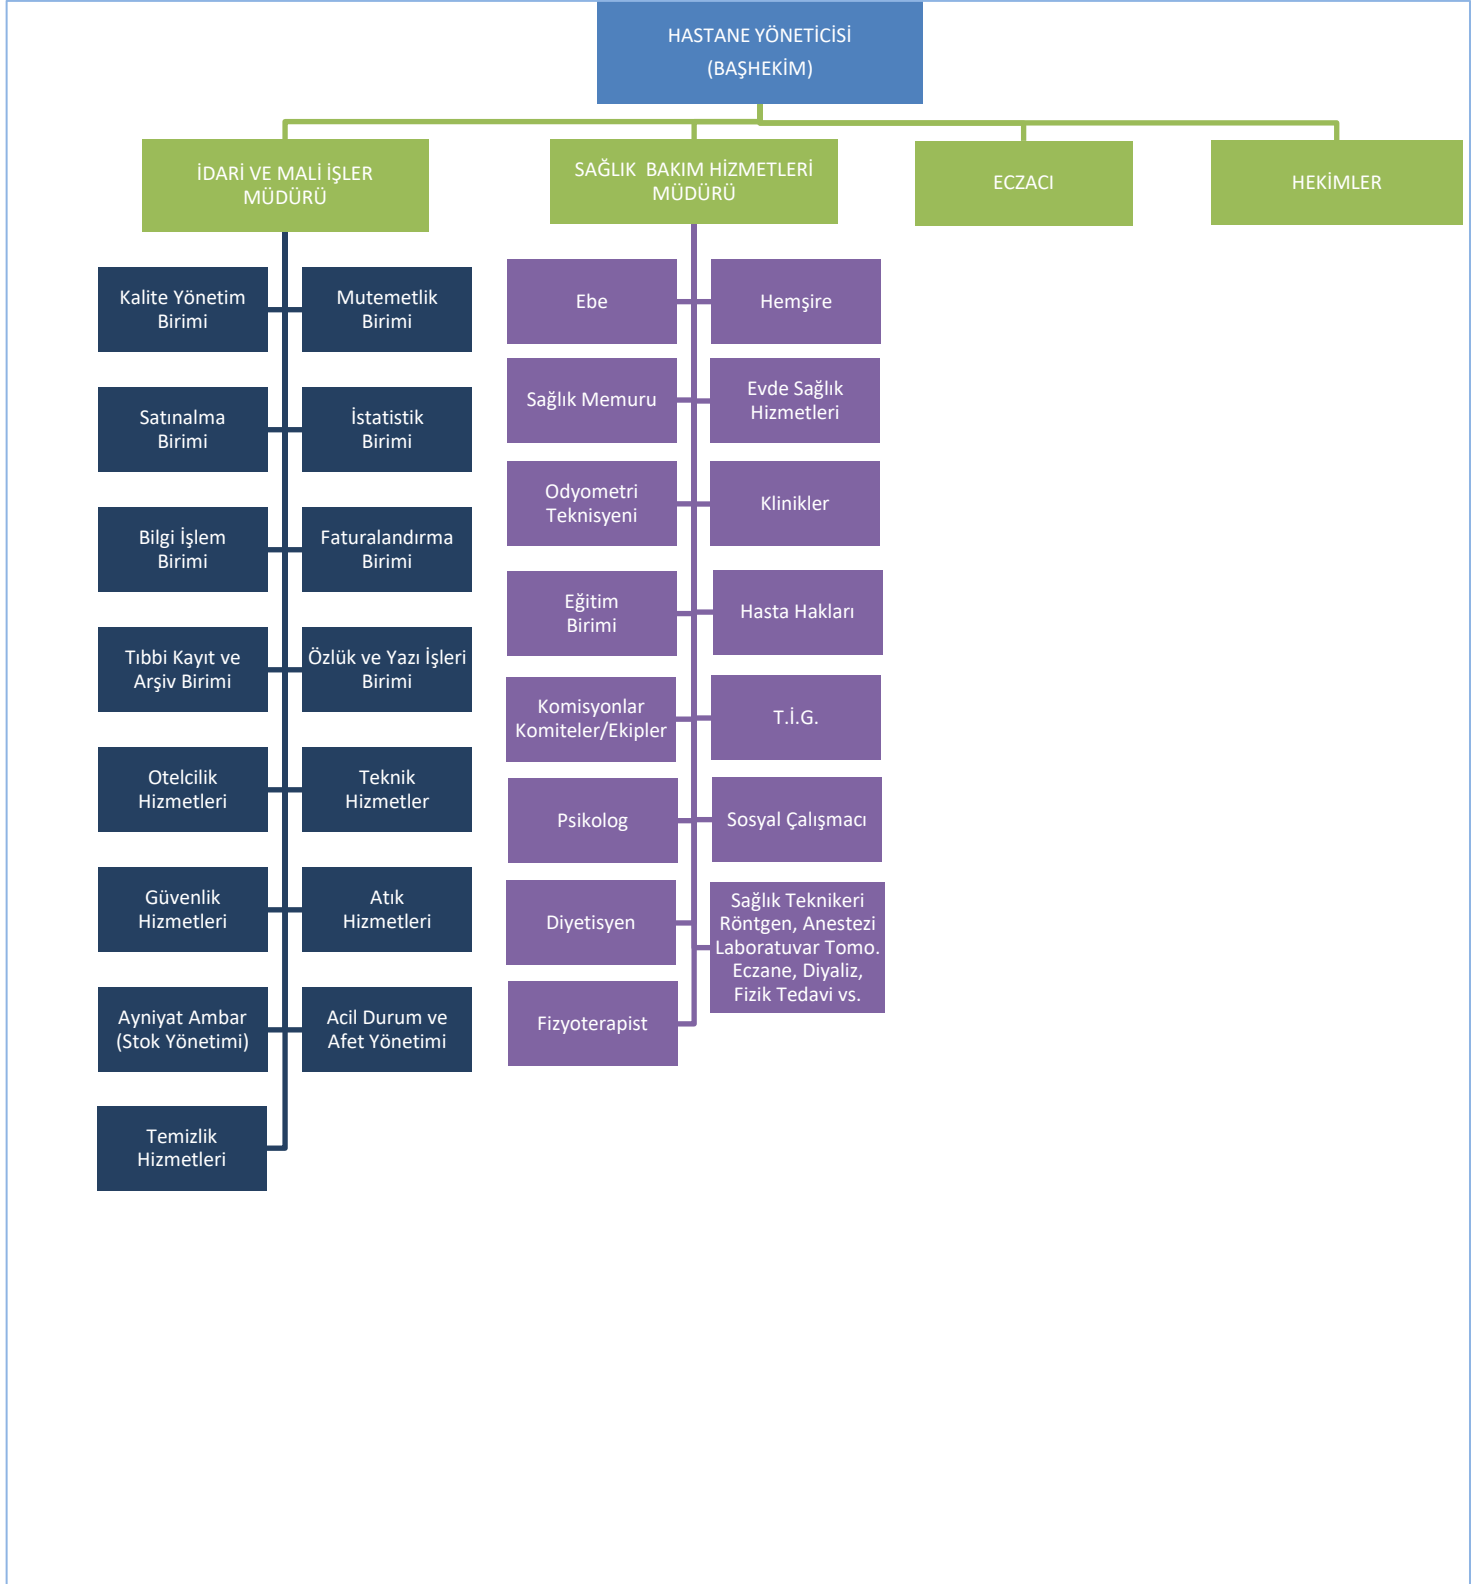 HASTANE YÖNETİCİSİ
(BAŞHEKİM)
İDARİ VE MALİ İŞLER
MÜDÜRÜ
SAĞLIK  BAKIM HİZMETLERİ
MÜDÜRÜ
ECZACI
HEKİMLER
Kalite Yönetim
Birimi
Mutemetlik
Birimi
Satınalma
Birimi
İstatistik
Birimi
Bilgi İşlem
Birimi
Faturalandırma
Birimi
Tıbbi Kayıt ve
Arşiv Birimi
Özlük ve Yazı İşleri
Birimi
Otelcilik
Hizmetleri
Teknik
Hizmetler
Güvenlik
Hizmetleri
Atık
Hizmetleri
Ayniyat Ambar
(Stok Yönetimi)
Acil Durum ve
Afet Yönetimi
Temizlik
Hizmetleri
Ebe
Hemşire
Sağlık Memuru
Evde Sağlık
Hizmetleri
Odyometri
Teknisyeni
Klinikler
Eğitim
Birimi
Hasta Hakları
Komisyonlar
Komiteler/Ekipler
T.İ.G.
Psikolog
Sosyal Çalışmacı
Diyetisyen
Sağlık Teknikeri
Röntgen, Anestezi
Laboratuvar Tomo.
Eczane, Diyaliz,
Fizik Tedavi vs.
Fizyoterapist